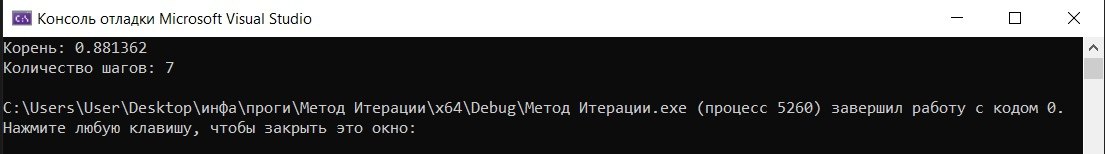 Консоль отладки Microsoft Visual Studio
Корень: 0.881362
Количество шагов: 7
C:\Users\User\Desktop\инфа\проги\Метод Итерации\x64\Debug\Метод Итерации.exe (процесс 5260) завершил работу с кодом 0.
Нажмите любую клавишу, чтобы закрыть это окно: